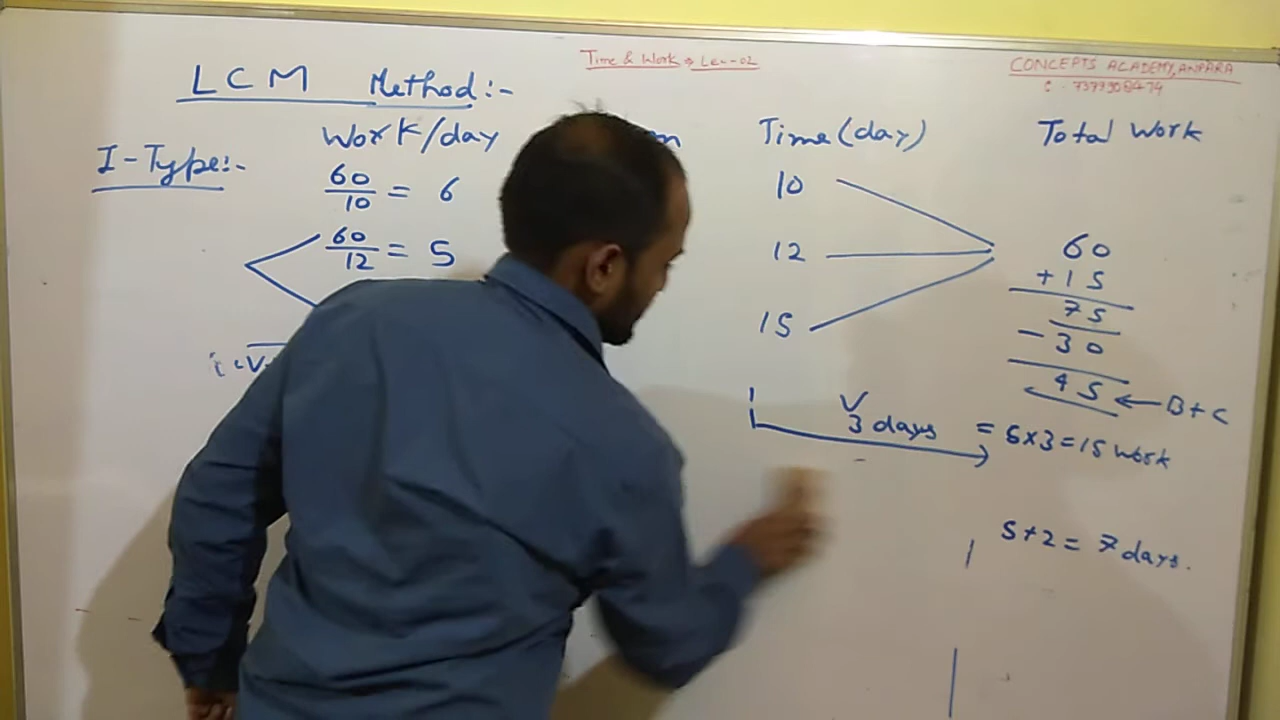 Time & Work Lec-02
CONCEPTS ACADEMY, ANPARA
LCM Method:-
Work/day
Time (day)
Total Work
I-Type:-
60/10 = 6
10
60/12 = 5
12
60
+15
15
75
-30
45 ← B+C
3 days = 5×3=15 work
5+2= 7 days.